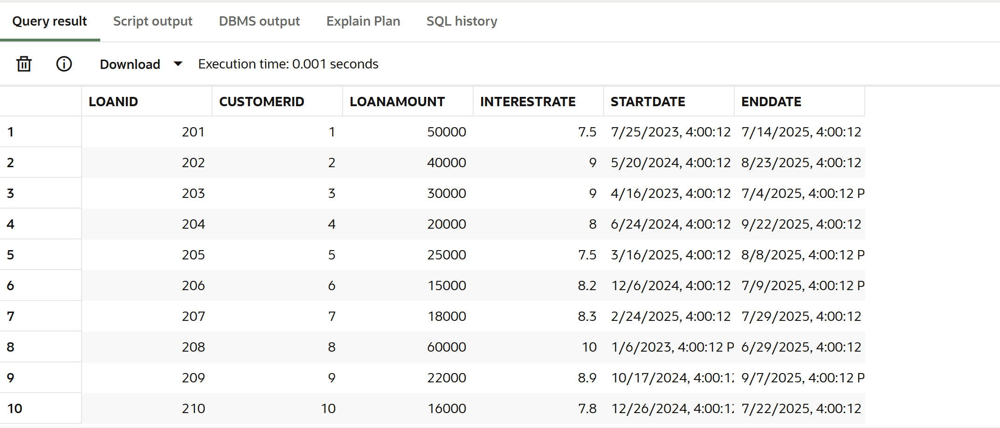 Query result Script output DBMS output Explain Plan SQL history
Download Execution time: 0.001 seconds
LOANID CUSTOMERID LOANAMOUNT INTERESTRATE STARTDATE ENDDATE
1 201 1 50000 7.5 7/25/2023, 4:00:12 7/14/2025, 4:00:12
2 202 2 40000 9 5/20/2024, 4:00:12 8/23/2025, 4:00:12
3 203 3 30000 9 4/16/2023, 4:00:12 7/4/2025, 4:00:12 P
4 204 4 20000 8 6/24/2024, 4:00:12 9/22/2025, 4:00:12
5 205 5 25000 7.5 3/16/2025, 4:00:12 8/8/2025, 4:00:12 P
6 206 6 15000 8.2 12/6/2024, 4:00:12 7/9/2025, 4:00:12 P
7 207 7 18000 8.3 2/24/2025, 4:00:12 7/29/2025, 4:00:12
8 208 8 60000 10 1/6/2023, 4:00:12 P 6/29/2025, 4:00:12
9 209 9 22000 8.9 10/17/2024, 4:00:12 9/7/2025, 4:00:12 P
10 210 10 16000 7.8 12/26/2024, 4:00:12 7/22/2025, 4:00:12